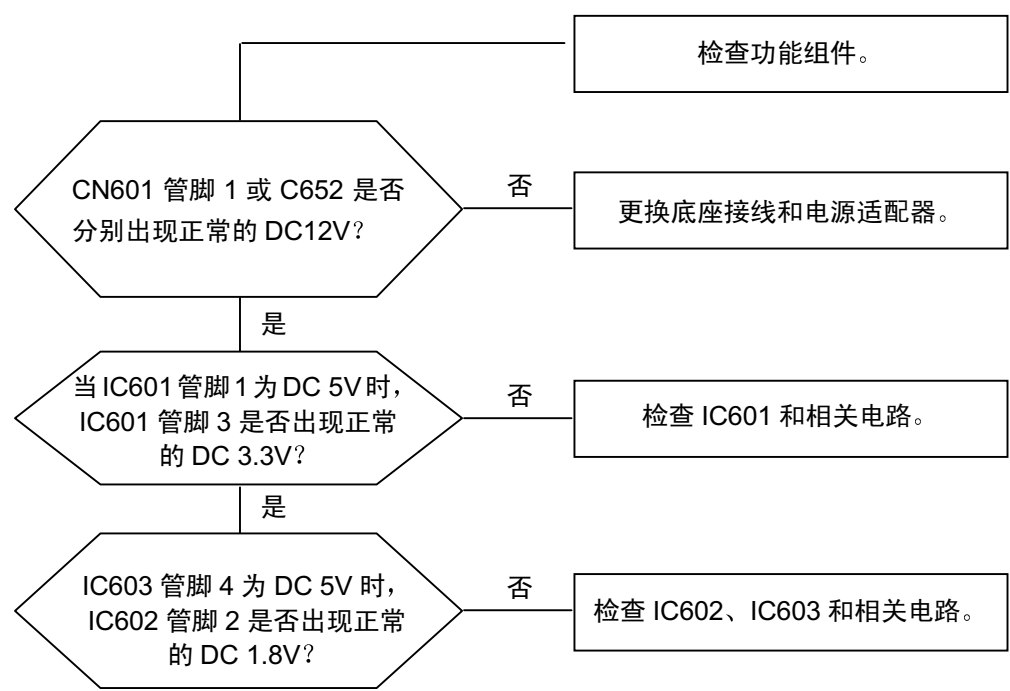 检查功能组件。
CN601 管脚 1 或 C652 是否
分别出现正常的 DC12V？
否
更换底座接线和电源适配器。
是
当 IC601 管脚 1 为 DC 5V 时，
IC601 管脚 3 是否出现正常
的 DC 3.3V？
否
检查 IC601 和相关电路。
是
IC603 管脚 4 为 DC 5V 时，
IC602 管脚 2 是否出现正常
的 DC 1.8V？
否
检查 IC602、IC603 和相关电路。